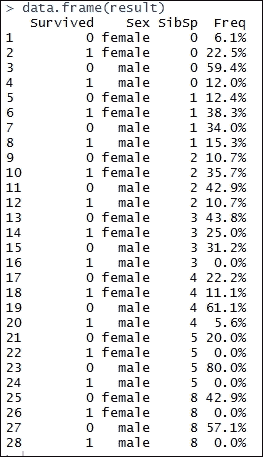 > data.frame(result)
Survived Sex SibSp Freq
1 0 female 0 6.1%
2 1 female 0 22.5%
3 0 male 0 59.4%
4 1 male 0 12.0%
5 0 female 1 12.4%
6 1 female 1 38.3%
7 0 male 1 34.0%
8 1 male 1 15.3%
9 0 female 2 10.7%
10 1 female 2 35.7%
11 0 male 2 42.9%
12 1 male 2 10.7%
13 0 female 3 43.8%
14 1 female 3 25.0%
15 0 male 3 31.2%
16 1 male 3 0.0%
17 0 female 4 22.2%
18 1 female 4 11.1%
19 0 male 4 61.1%
20 1 male 4 5.6%
21 0 female 5 20.0%
22 1 female 5 0.0%
23 0 male 5 80.0%
24 1 male 5 0.0%
25 0 female 8 42.9%
26 1 female 8 0.0%
27 0 male 8 57.1%
28 1 male 8 0.0%